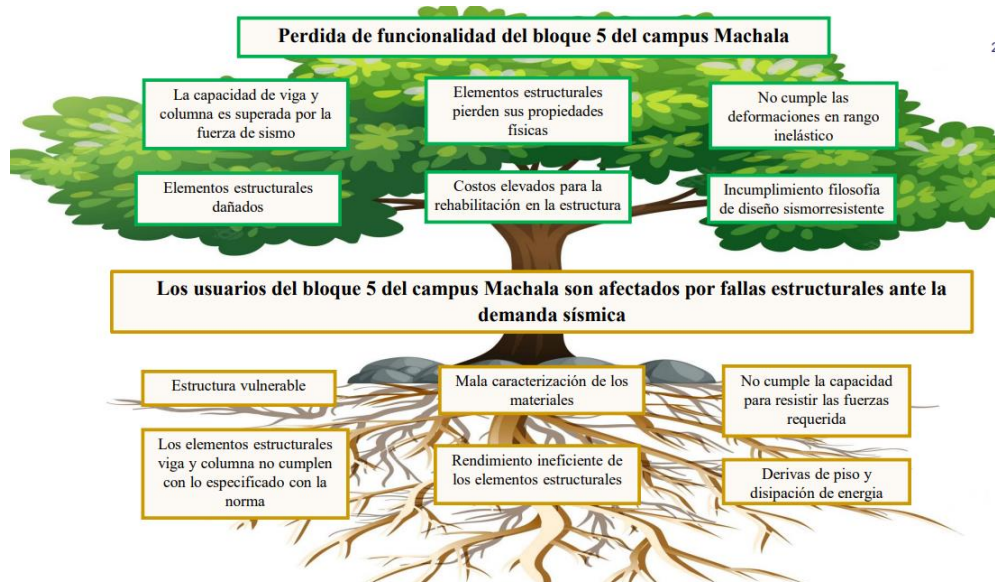 Perdida de funcionalidad del bloque 5 del campus Machala
2
La capacidad de viga y
columna es superada por la
fuerza de sismo
Elementos estructurales
pierden sus propiedades
físicas
No cumple las
deformaciones en rango
inelástico
Elementos estructurales
dañados
Costos elevados para la
rehabilitación en la estructura
Incumplimiento filosofía
de diseño sismorresistente
Los usuarios del bloque 5 del campus Machala son afectados por fallas estructurales ante la
demanda sísmica
Estructura vulnerable
Mala caracterización de los
materiales
No cumple la capacidad
para resistir las fuerzas
requerida
Los elementos estructurales
viga y columna no cumplen
con lo especificado con la
norma
Rendimiento ineficiente de
los elementos estructurales
Derivas de piso y
disipación de energia